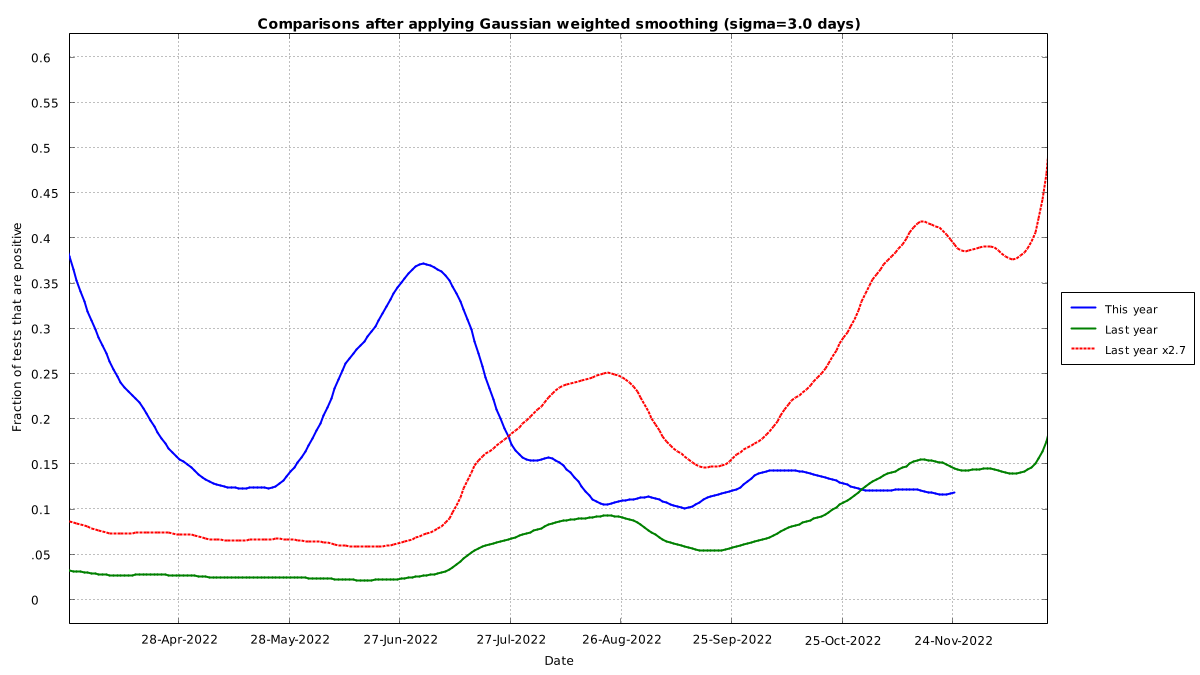 Comparisons after applying Gaussian weighted smoothing (sigma=3.0 days)
0.6
0.55
0.5
0.45
0.4
0.35
0.3
0.25
0.2
0.15
0.1
.05
0
Fraction of tests that are positive
28-Apr-2022 28-May-2022 27-Jun-2022 27-Jul-2022 26-Aug-2022 25-Sep-2022 25-Oct-2022 24-Nov-2022
Date
This year
Last year
Last year x2.7